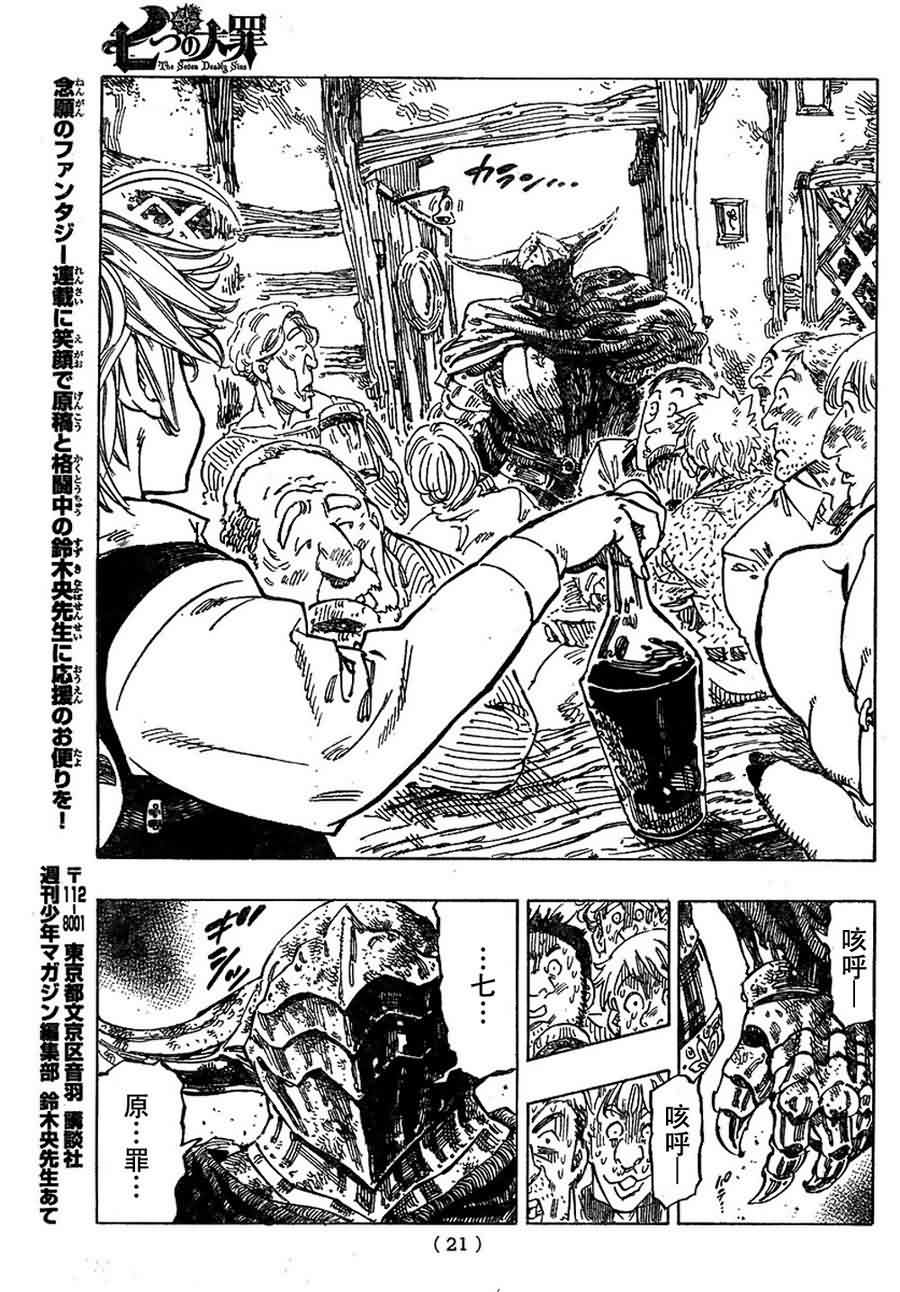 七つの大罪
The Seven Deadly Sins
カラン…
咳呼—
咳呼—
…七…
原…罪…
ギシッ
念願のファンタジー連載に笑顔で原稿と格闘中の鈴木央先生に応援のお便りを！
〒112-8001 東京都文京区音羽 講談社
週刊少年マガジン編集部 鈴木央先生あて
( 21 )